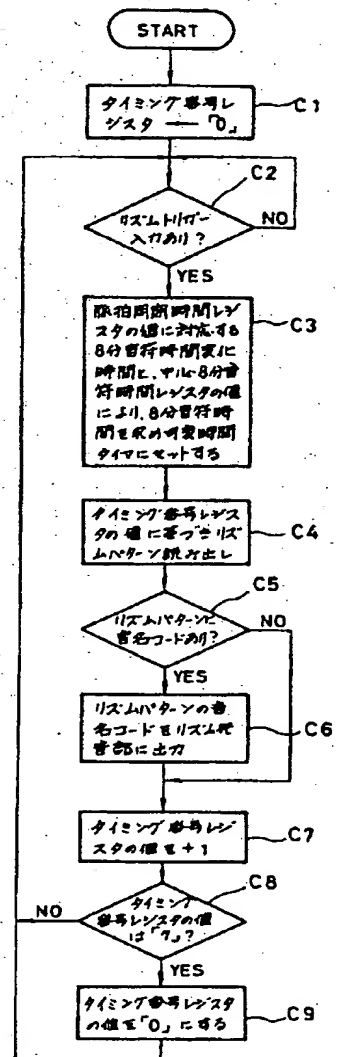 START
タイミング番号レ
ジスタ ← 「0」
C1
C2
リズムトリガー
入力あり?
NO
YES
脈拍周期時間レジ
スタの値に対応する
8分音符時間変化
時間と、中心8分音
符時間レジスタの値
により、8分音符時
間を求め可変時間
タイマにセットする
C3
タイミング番号レジス
タの値に基づきリズ
ムパターン読み出し
C4
C5
リズムパターンに
音名コードあり?
NO
YES
リズムパターンの音
名コードをリズム発
音部に出力
C6
タイミング番号レジ
スタの値を+1
C7
C8
タイミング
番号レジスタの値
は「7」?
NO
YES
タイミング番号レジスタ
の値を「0」にする
C9